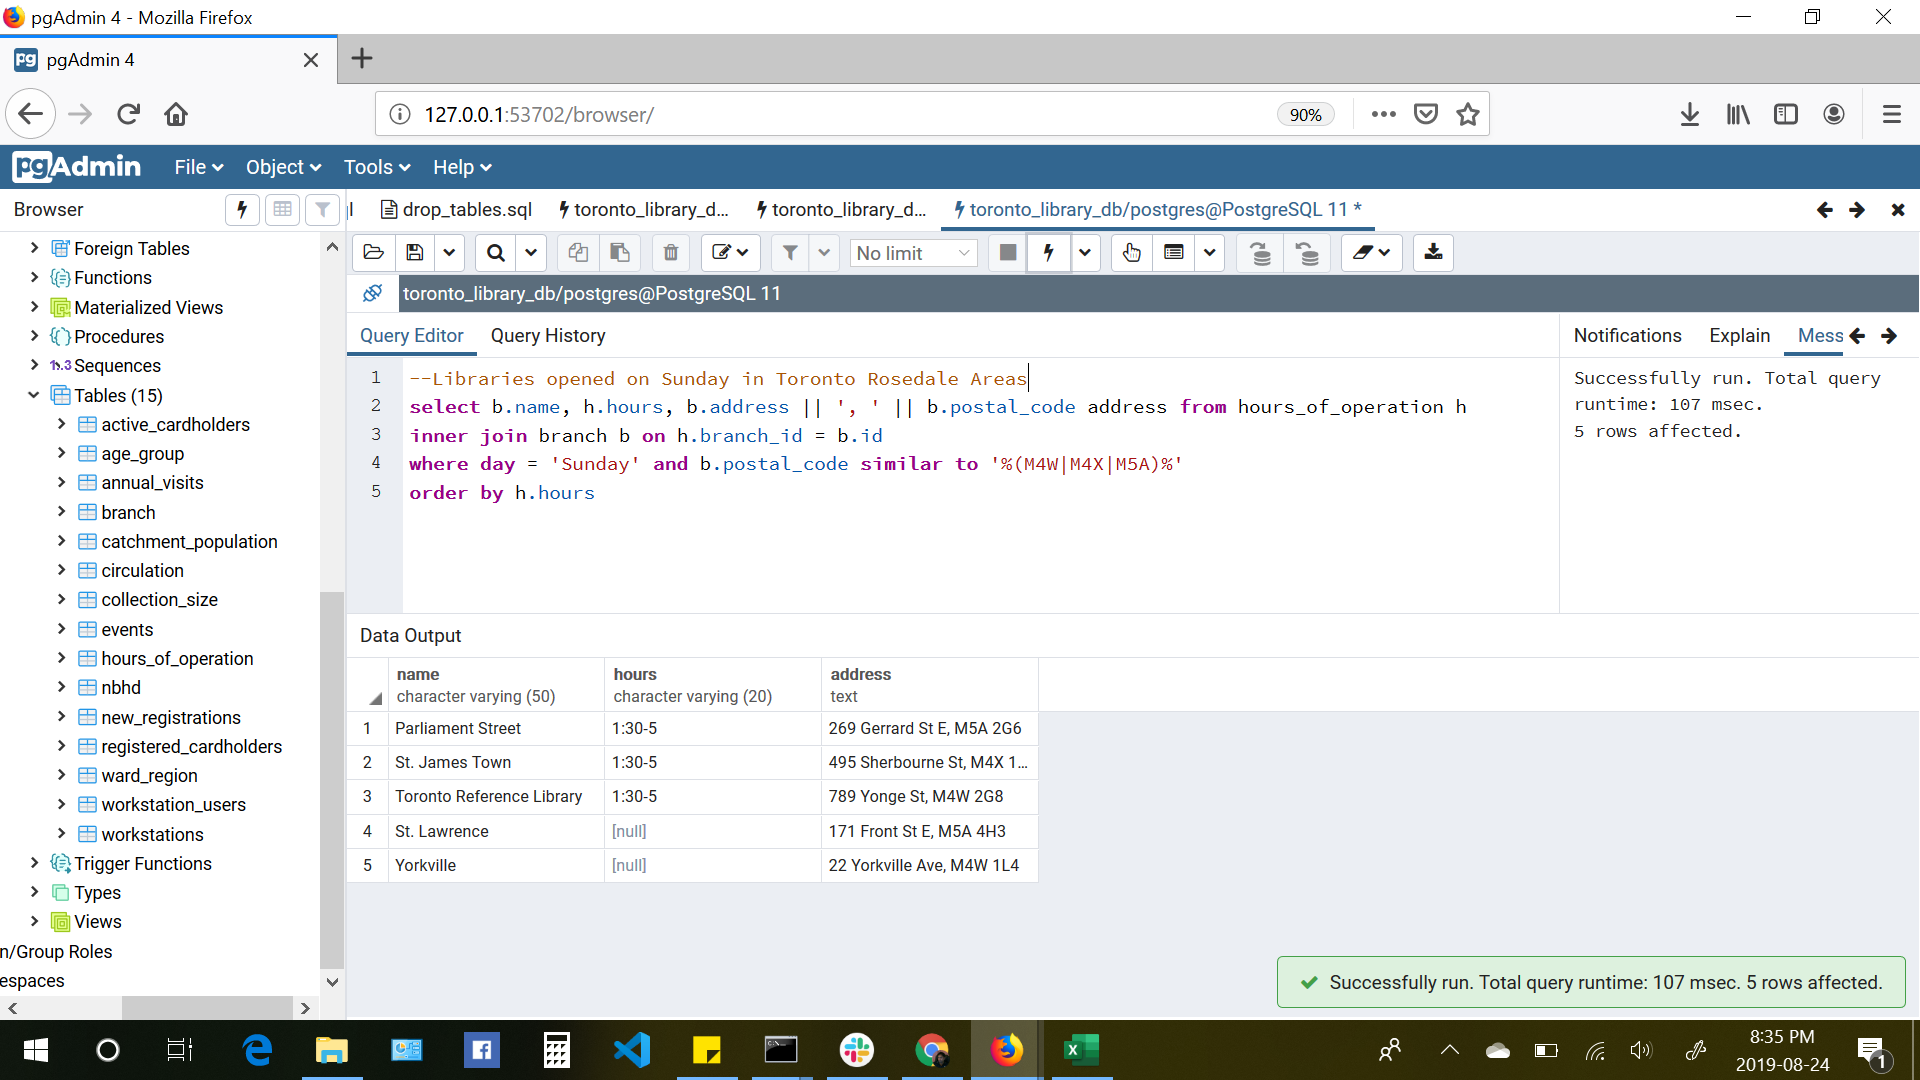 pgAdmin 4 - Mozilla Firefox
pgAdmin 4
127.0.0.1:53702/browser/
90%
pgAdmin File Object Tools Help
Browser
drop_tables.sql toronto_library_d... toronto_library_d... toronto_library_db/postgres@PostgreSQL 11 *
No limit
toronto_library_db/postgres@PostgreSQL 11
Foreign Tables
Functions
Materialized Views
Procedures
1..3 Sequences
Tables (15)
active_cardholders
age_group
annual_visits
branch
catchment_population
circulation
collection_size
events
hours_of_operation
nbhd
new_registrations
registered_cardholders
ward_region
workstation_users
workstations
Trigger Functions
Types
Views
n/Group Roles
espaces
Query Editor Query History
1 --Libraries opened on Sunday in Toronto Rosedale Areas
2 select b.name, h.hours, b.address || ', ' || b.postal_code address from hours_of_operation h
3 inner join branch b on h.branch_id = b.id
4 where day = 'Sunday' and b.postal_code similar to '%(M4W|M4X|M5A)%'
5 order by h.hours
Notifications Explain Mess
Successfully run. Total query
runtime: 107 msec.
5 rows affected.
Data Output
name hours address
character varying (50) character varying (20) text
1 Parliament Street 1:30-5 269 Gerrard St E, M5A 2G6
2 St. James Town 1:30-5 495 Sherbourne St, M4X 1...
3 Toronto Reference Library 1:30-5 789 Yonge St, M4W 2G8
4 St. Lawrence [null] 171 Front St E, M5A 4H3
5 Yorkville [null] 22 Yorkville Ave, M4W 1L4
Successfully run. Total query runtime: 107 msec. 5 rows affected.
8:35 PM
2019-08-24
1